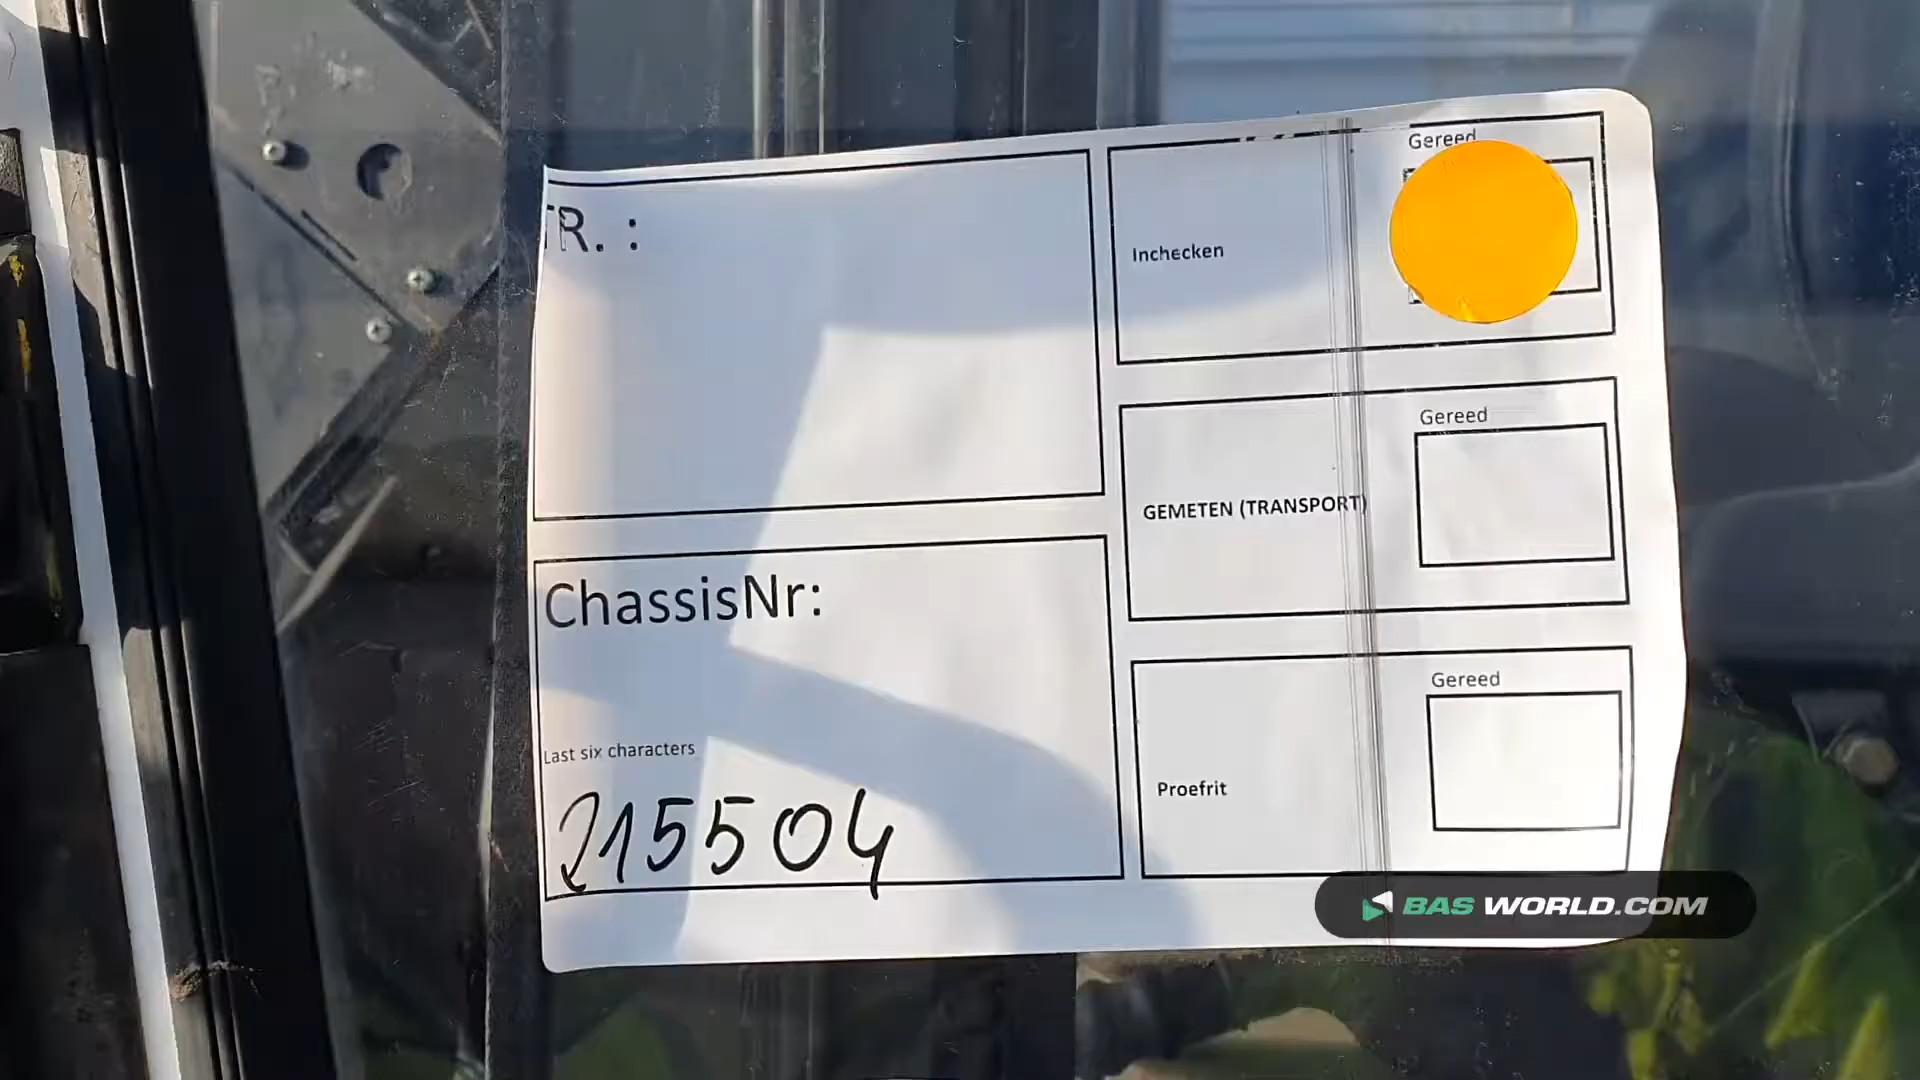 TR. :
ChassisNr:
Last six characters
215504
Inchecken
Gereed
GEMETEN (TRANSPORT)
Gereed
Proefrit
Gereed
BAS WORLD.COM